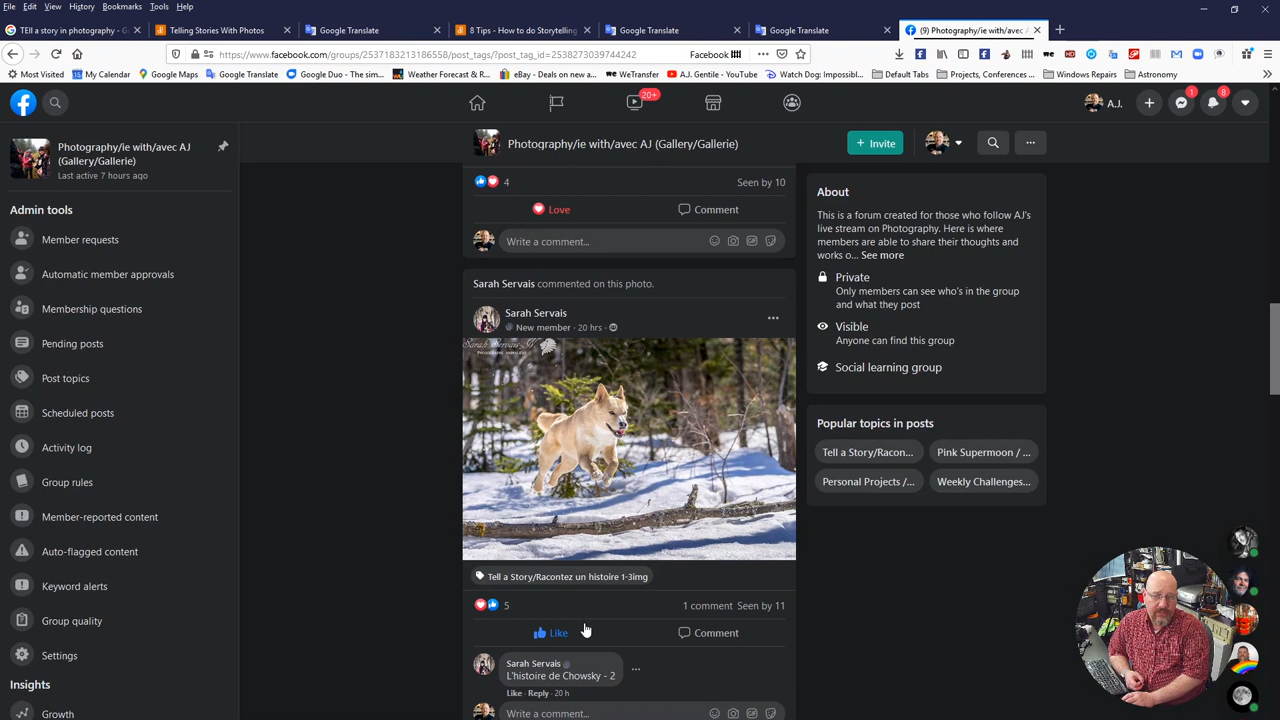 File Edit View History Bookmarks Tools Help
TEll a story in photography - G
Telling Stories With Photos
Google Translate
8 Tips - How to do Storytelling
Google Translate
Google Translate
(9) Photography/ie with/avec A
https://www.facebook.com/groups/2537183213186558/post_tags/?post_tag_id=2538273039744242
Facebook
Most Visited
My Calendar
Google Maps
Google Translate
Google Duo - The sim...
Weather Forecast & R...
eBay - Deals on new a...
WeTransfer
A.J. Gentile - YouTube
Watch Dog: Impossibl...
Default Tabs
Projects, Conferences ...
Windows Repairs
Astronomy
20+
A.J.
1
8
Photography/ie with/avec AJ
(Gallery/Gallerie)
Last active 7 hours ago
Admin tools
Member requests
Automatic member approvals
Membership questions
Pending posts
Post topics
Scheduled posts
Activity log
Group rules
Member-reported content
Auto-flagged content
Keyword alerts
Group quality
Settings
Insights
Growth
Photography/ie with/avec AJ (Gallery/Gallerie)
+ Invite
4
Seen by 10
Love
Comment
Write a comment...
Sarah Servais commented on this photo.
Sarah Servais
New member · 20 hrs ·
Tell a Story/Racontez un histoire 1-3img
5
1 comment Seen by 11
Like
Comment
Sarah Servais
L'histoire de Chowsky - 2
Like · Reply · 20 h
Write a comment...
About
This is a forum created for those who follow AJ's
live stream on Photography. Here is where
members are able to share their thoughts and
works o... See more
Private
Only members can see who's in the group
and what they post
Visible
Anyone can find this group
Social learning group
Popular topics in posts
Tell a Story/Racon...
Pink Supermoon / ...
Personal Projects /...
Weekly Challenges...